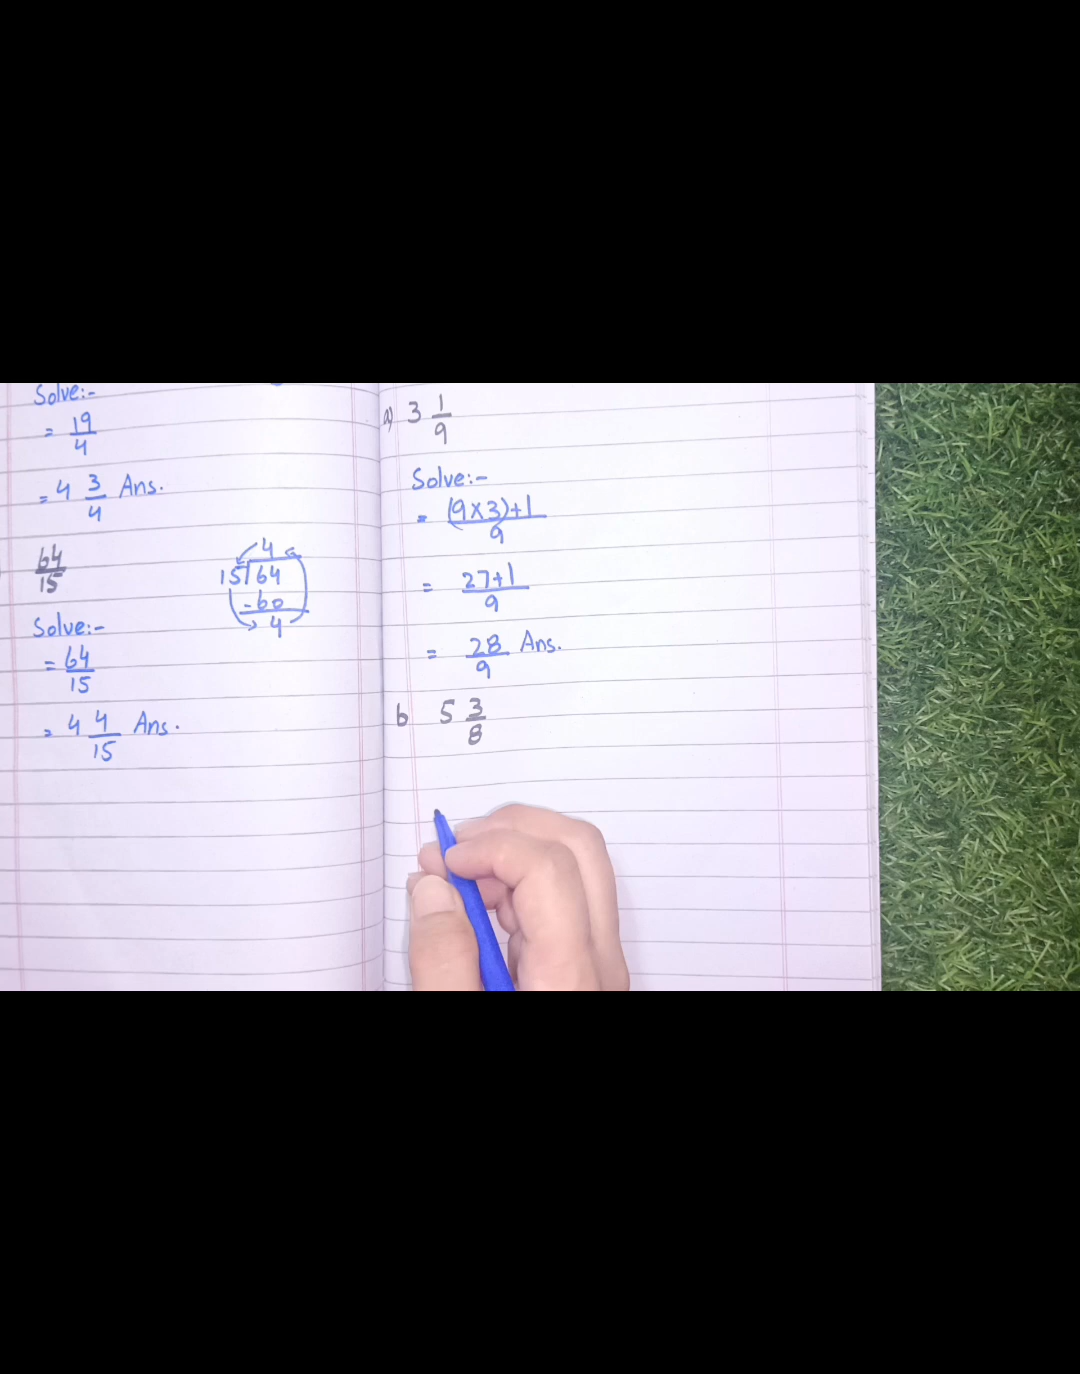 Solve:-
= 19/4
= 4 3/4 Ans.
64/15
4
15)64
-60
4
Solve:-
= 64/15
= 4 4/15 Ans.
a) 3 1/9
Solve:-
= (9×3)+1/9
= 27+1/9
= 28/9 Ans.
b 5 3/8